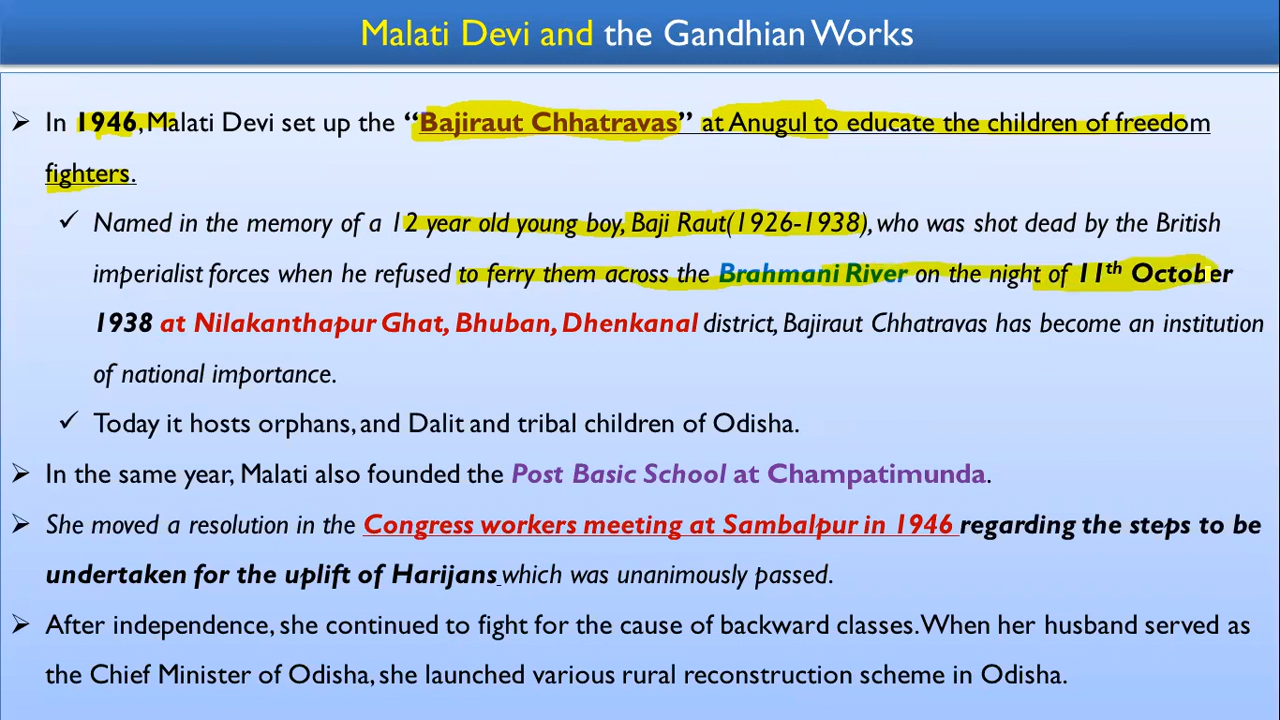 Malati Devi and the Gandhian Works
➢ In 1946, Malati Devi set up the “Bajiraut Chhatravas” at Anugul to educate the children of freedom
fighters.
✓ Named in the memory of a 12 year old young boy, Baji Raut(1926-1938), who was shot dead by the British
imperialist forces when he refused to ferry them across the Brahmani River on the night of 11th October
1938 at Nilakanthapur Ghat, Bhuban, Dhenkanal district, Bajiraut Chhatravas has become an institution
of national importance.
✓ Today it hosts orphans, and Dalit and tribal children of Odisha.
➢ In the same year, Malati also founded the Post Basic School at Champatimunda.
➢ She moved a resolution in the Congress workers meeting at Sambalpur in 1946 regarding the steps to be
undertaken for the uplift of Harijans which was unanimously passed.
➢ After independence, she continued to fight for the cause of backward classes. When her husband served as
the Chief Minister of Odisha, she launched various rural reconstruction scheme in Odisha.